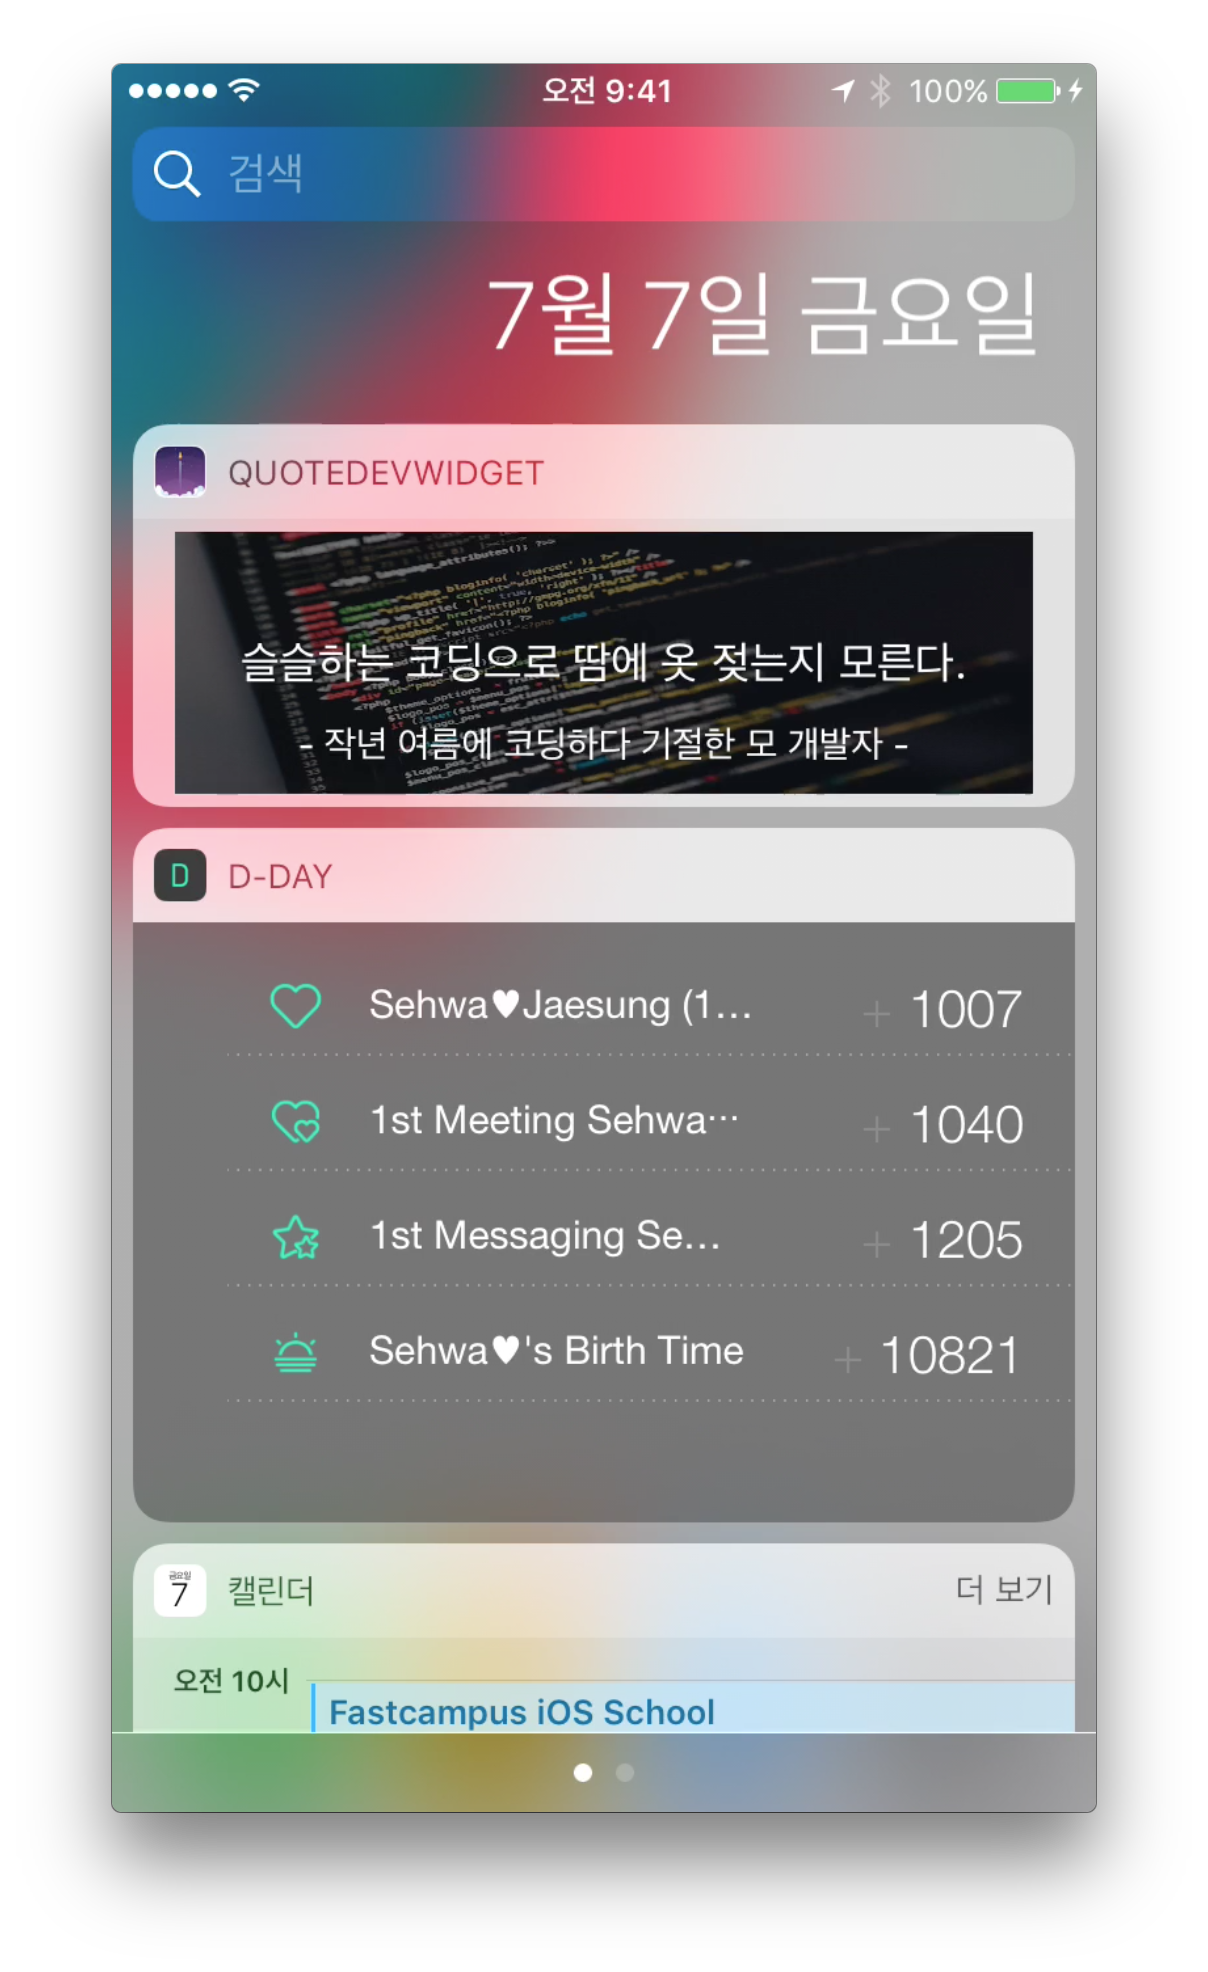 오전 9:41
100%
검색
7월 7일 금요일
QUOTEDEVWIDGET
슬슬하는 코딩으로 땀에 옷 젖는지 모른다.
- 작년 여름에 코딩하다 기절한 모 개발자 -
D
D-DAY
Sehwa♥Jaesung (1...
+ 1007
1st Meeting Sehwa···
+ 1040
1st Messaging Se...
+ 1205
Sehwa♥'s Birth Time
+ 10821
금요일
7
캘린더
더 보기
오전 10시
Fastcampus iOS School